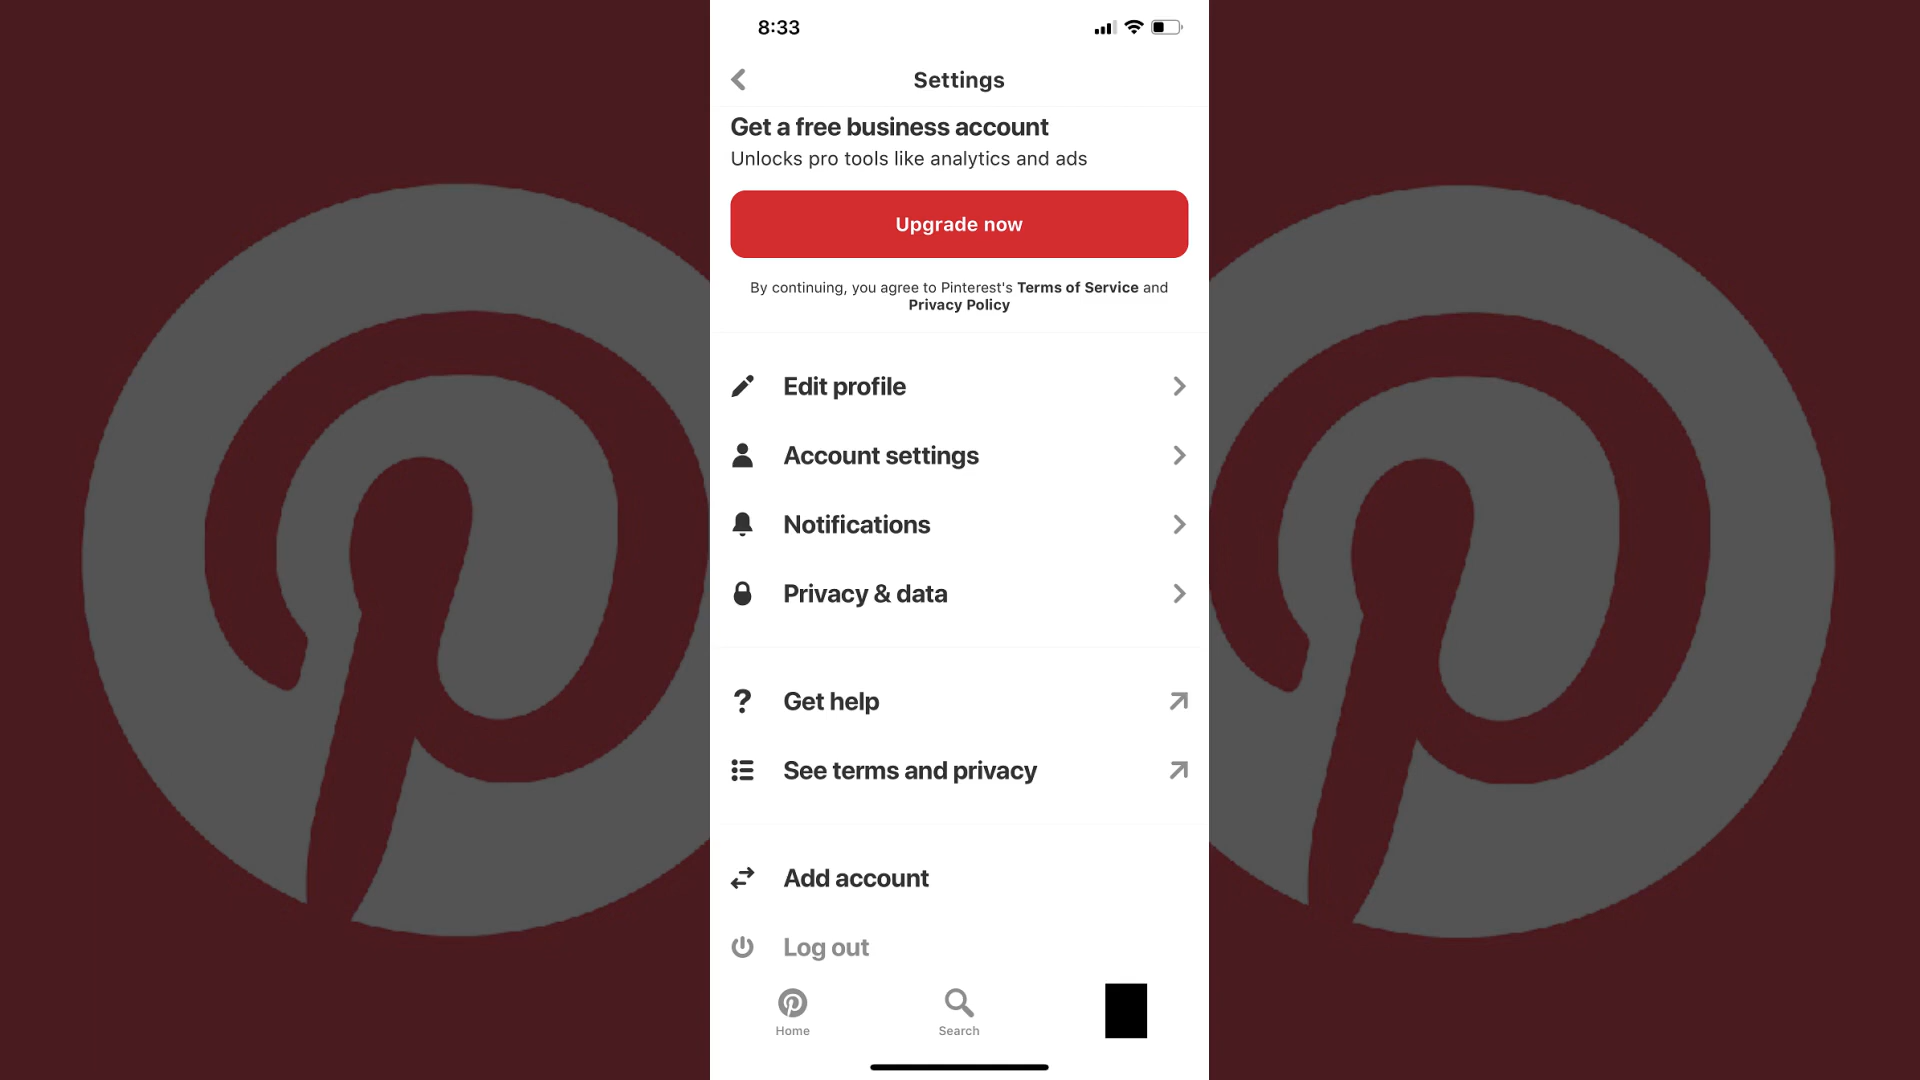 8:33
Settings
Get a free business account
Unlocks pro tools like analytics and ads
Upgrade now
By continuing, you agree to Pinterest's Terms of Service and
Privacy Policy
Edit profile
Account settings
Notifications
Privacy & data
Get help
See terms and privacy
Add account
Log out
Home
Search